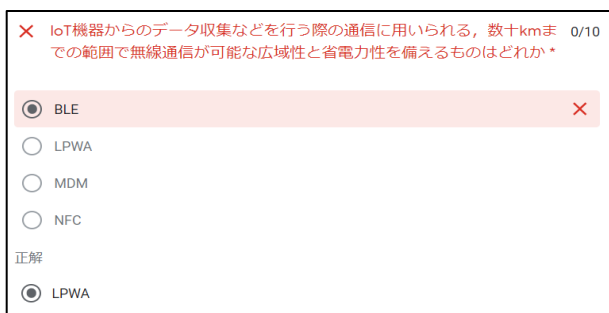 IoT機器からのデータ収集などを行う際の通信に用いられる，数十kmま 0/10
での範囲で無線通信が可能な広域性と省電力性を備えるものはどれか *
BLE
LPWA
MDM
NFC
正解
LPWA